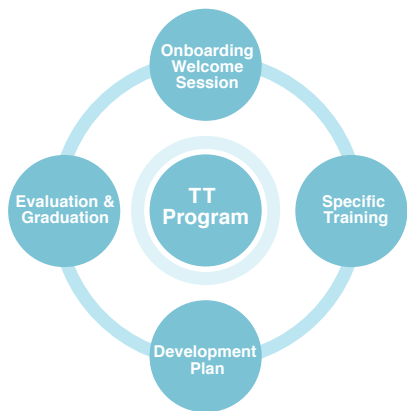 Onboarding
Welcome
Session
Evaluation &
Graduation
TT
Program
Specific
Training
Development
Plan